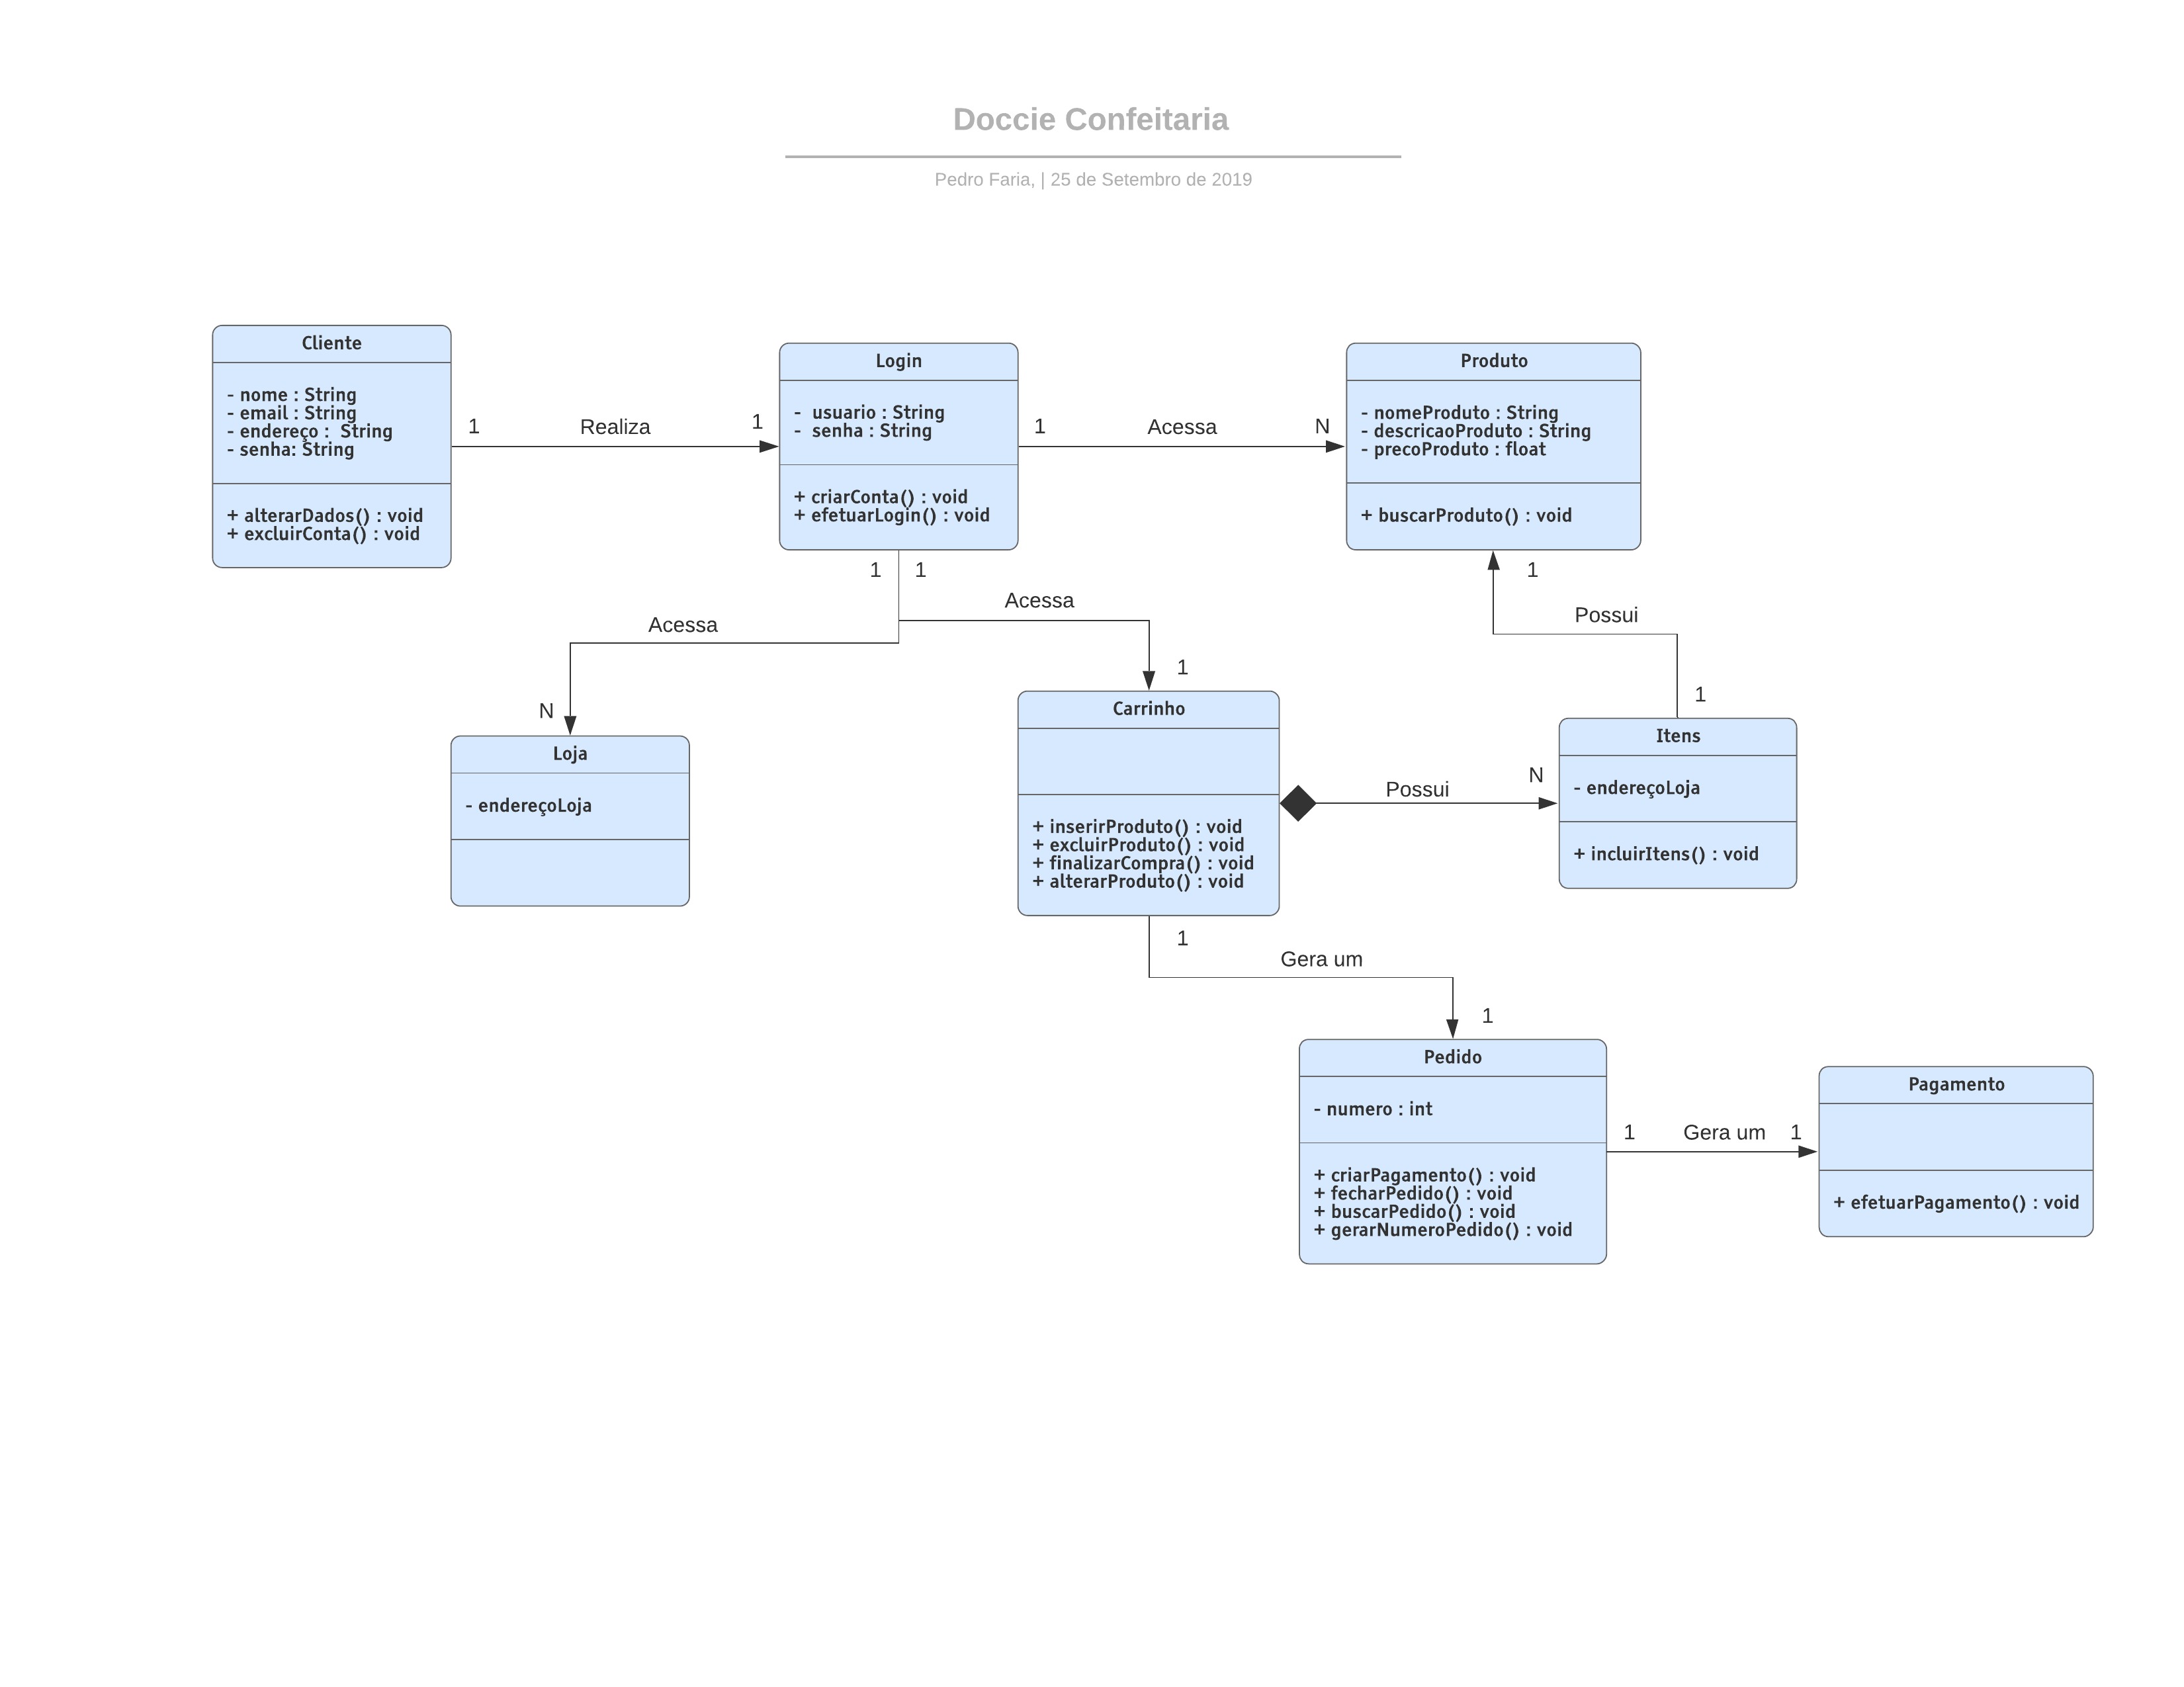 Doccie Confeitaria
Pedro Faria, | 25 de Setembro de 2019
Cliente
- nome : String
- email : String
- endereço :  String
- senha: String
+ alterarDados() : void
+ excluirConta() : void
1
Realiza
1
Login
-  usuario : String
-  senha : String
+ criarConta() : void
+ efetuarLogin() : void
1
Acessa
N
Produto
- nomeProduto : String
- descricaoProduto : String
- precoProduto : float
+ buscarProduto() : void
1
1
Acessa
Acessa
1
Possui
1
N
1
Loja
- endereçoLoja
Carrinho
+ inserirProduto() : void
+ excluirProduto() : void
+ finalizarCompra() : void
+ alterarProduto() : void
Possui
N
Itens
- endereçoLoja
+ incluirItens() : void
1
Gera um
1
Pedido
- numero : int
+ criarPagamento() : void
+ fecharPedido() : void
+ buscarPedido() : void
+ gerarNumeroPedido() : void
1
Gera um
1
Pagamento
+ efetuarPagamento() : void